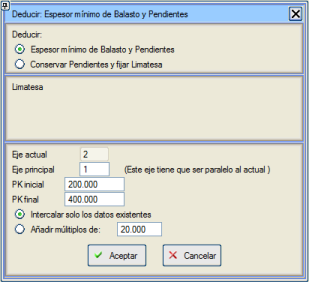 Deducir: Espesor mínimo de Balasto y Pendientes
Deducir:
Espesor mínimo de Balasto y Pendientes
Conservar Pendientes y fijar Limatesa
Limatesa
Eje actual 2
Eje principal 1 (Este eje tiene que ser paralelo al actual )
PK inicial 200.000
PK final 400.000
Intercalar solo los datos existentes
Añadir múltiplos de: 20.000
Aceptar Cancelar